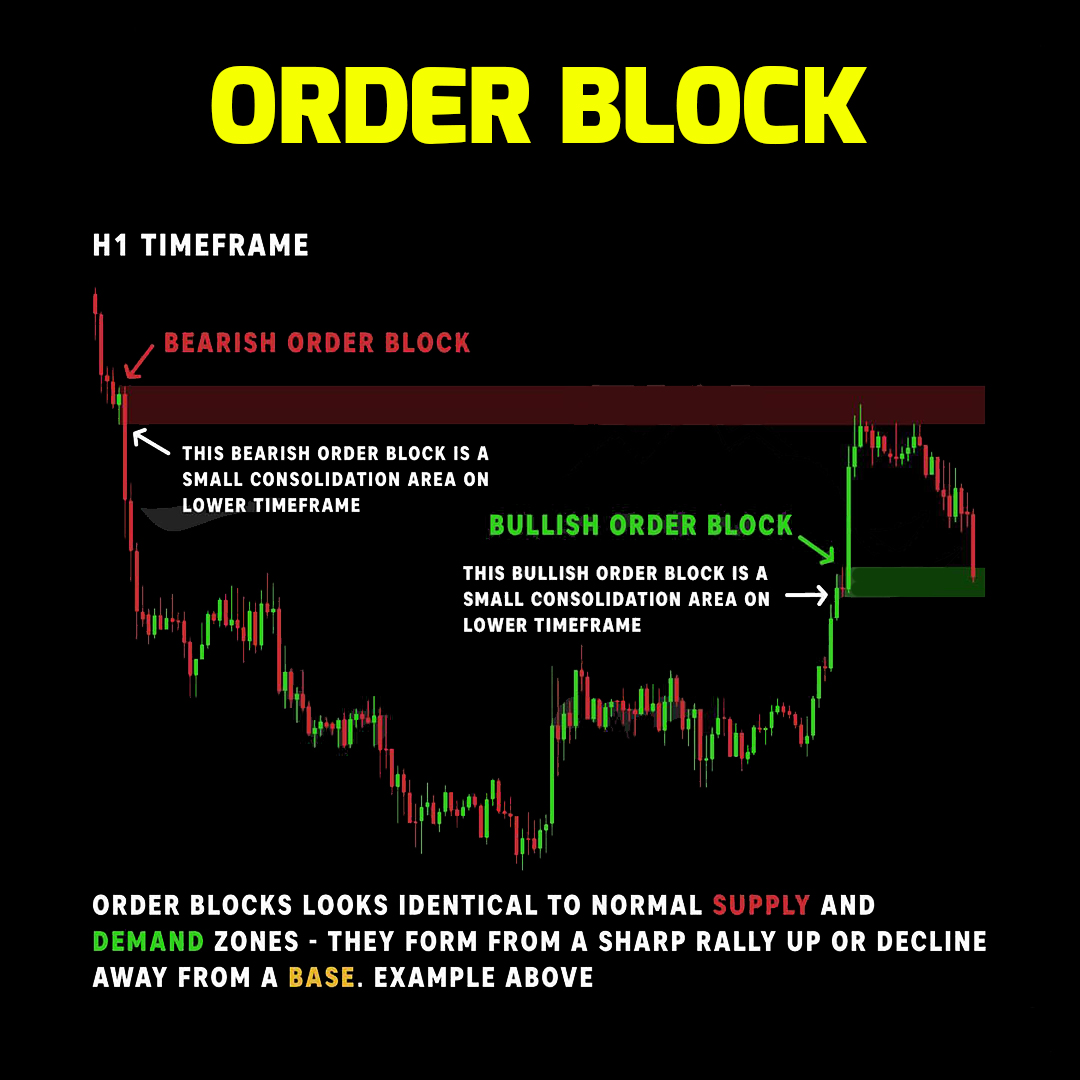 ORDER BLOCK
H1 TIMEFRAME
BEARISH ORDER BLOCK
THIS BEARISH ORDER BLOCK IS A
SMALL CONSOLIDATION AREA ON
LOWER TIMEFRAME
BULLISH ORDER BLOCK
THIS BULLISH ORDER BLOCK IS A
SMALL CONSOLIDATION AREA ON
LOWER TIMEFRAME
ORDER BLOCKS LOOKS IDENTICAL TO NORMAL SUPPLY AND
DEMAND ZONES - THEY FORM FROM A SHARP RALLY UP OR DECLINE
AWAY FROM A BASE. EXAMPLE ABOVE